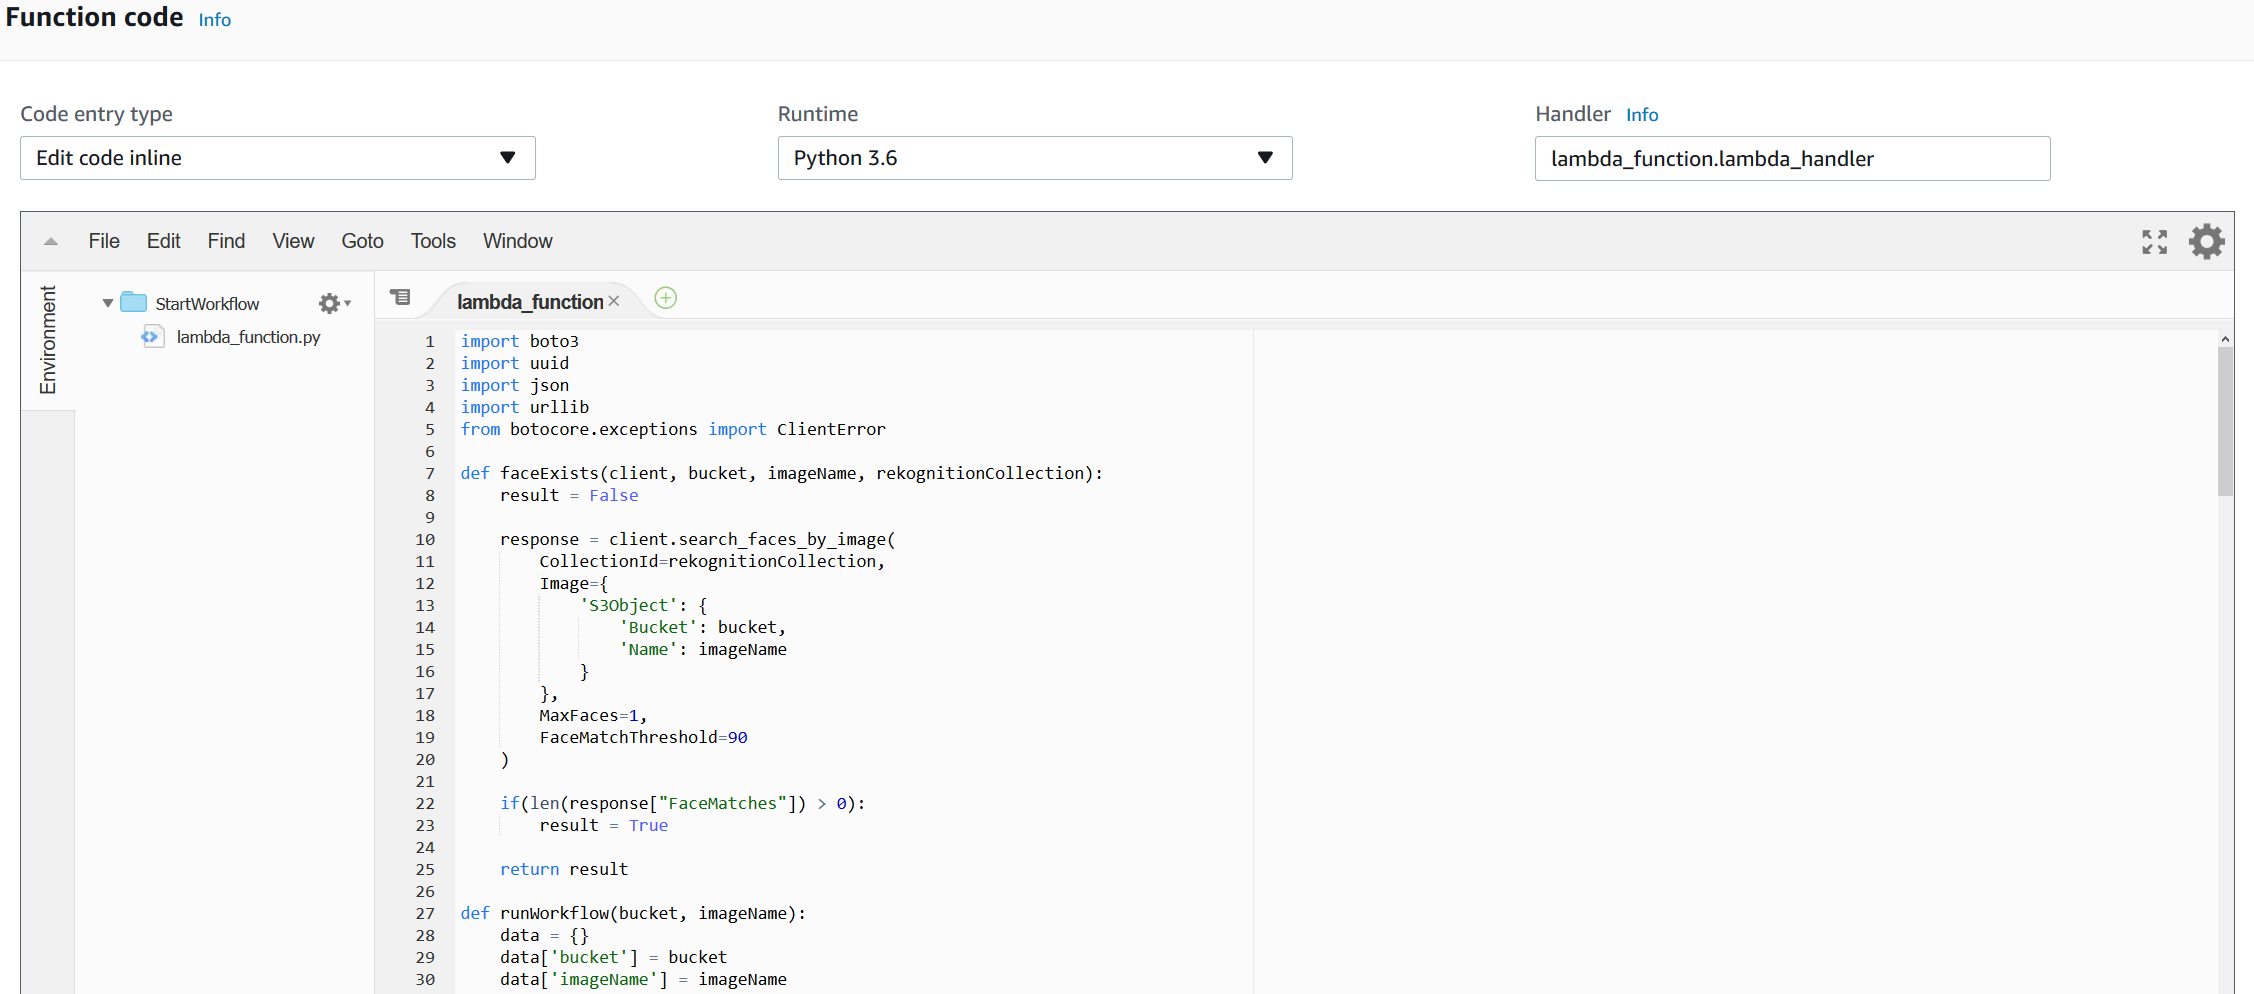 Function code Info
Code entry type Runtime Handler Info
Edit code inline Python 3.6 lambda_function.lambda_handler
File Edit Find View Goto Tools Window
Environment
StartWorkflow
lambda_function.py
lambda_function
1 import boto3
2 import uuid
3 import json
4 import urllib
5 from botocore.exceptions import ClientError
6
7 def faceExists(client, bucket, imageName, rekognitionCollection):
8     result = False
9
10     response = client.search_faces_by_image(
11         CollectionId=rekognitionCollection,
12         Image={
13             'S3Object': {
14                 'Bucket': bucket,
15                 'Name': imageName
16             }
17         },
18         MaxFaces=1,
19         FaceMatchThreshold=90
20     )
21
22     if(len(response["FaceMatches"]) > 0):
23         result = True
24
25     return result
26
27 def runWorkflow(bucket, imageName):
28     data = {}
29     data['bucket'] = bucket
30     data['imageName'] = imageName